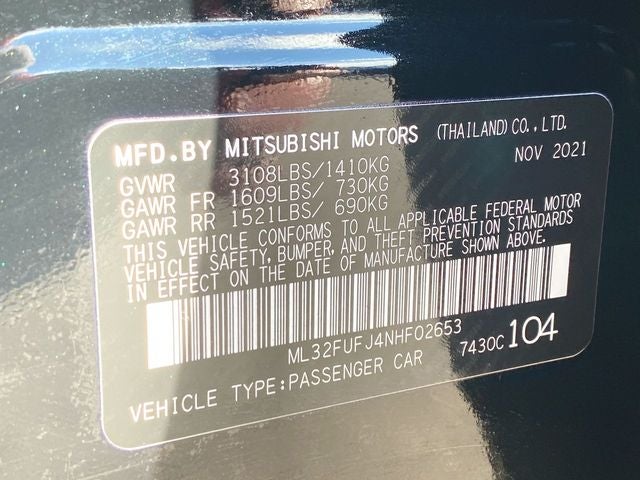 MFD.BY MITSUBISHI MOTORS (THAILAND) CO.,LTD.
NOV 2021
GVWR 3108LBS/1410KG
GAWR FR 1609LBS/ 730KG
GAWR RR 1521LBS/ 690KG
THIS VEHICLE CONFORMS TO ALL APPLICABLE FEDERAL MOTOR
VEHICLE SAFETY, BUMPER, AND THEFT PREVENTION STANDARDS
IN EFFECT ON THE DATE OF MANUFACTURE SHOWN ABOVE.
ML32FUFJ4NHF02653
7430C 104
VEHICLE TYPE:PASSENGER CAR